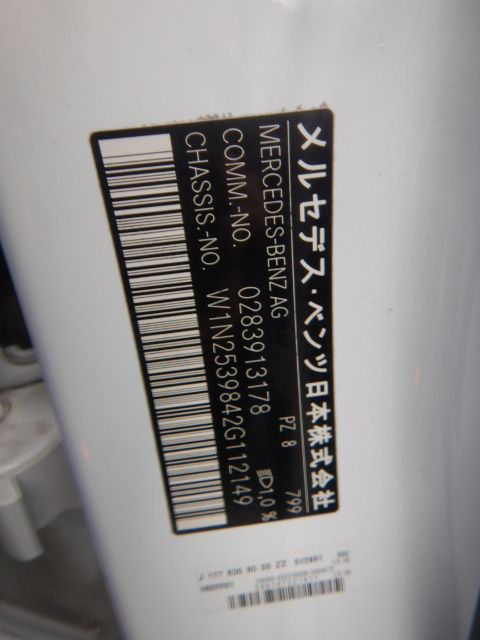 メルセデス・ベンツ日本株式会社
MERCEDES-BENZ AG PZ 8 799
COMM.-NO. 0283913178 1,0 %
CHASSIS.-NO. W1N2539842G112149